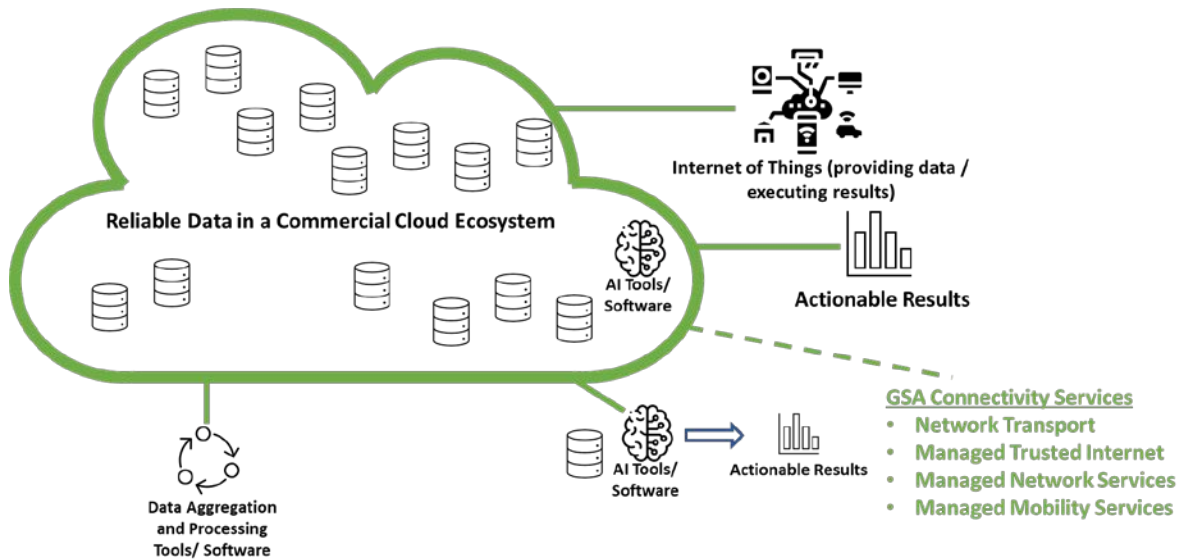 Internet of Things (providing data /
executing results)
Reliable Data in a Commercial Cloud Ecosystem
AI Tools/
Software
Actionable Results
GSA Connectivity Services
• Network Transport
• Managed Trusted Internet
• Managed Network Services
• Managed Mobility Services
AI Tools/
Software
Actionable Results
Data Aggregation
and Processing
Tools/ Software